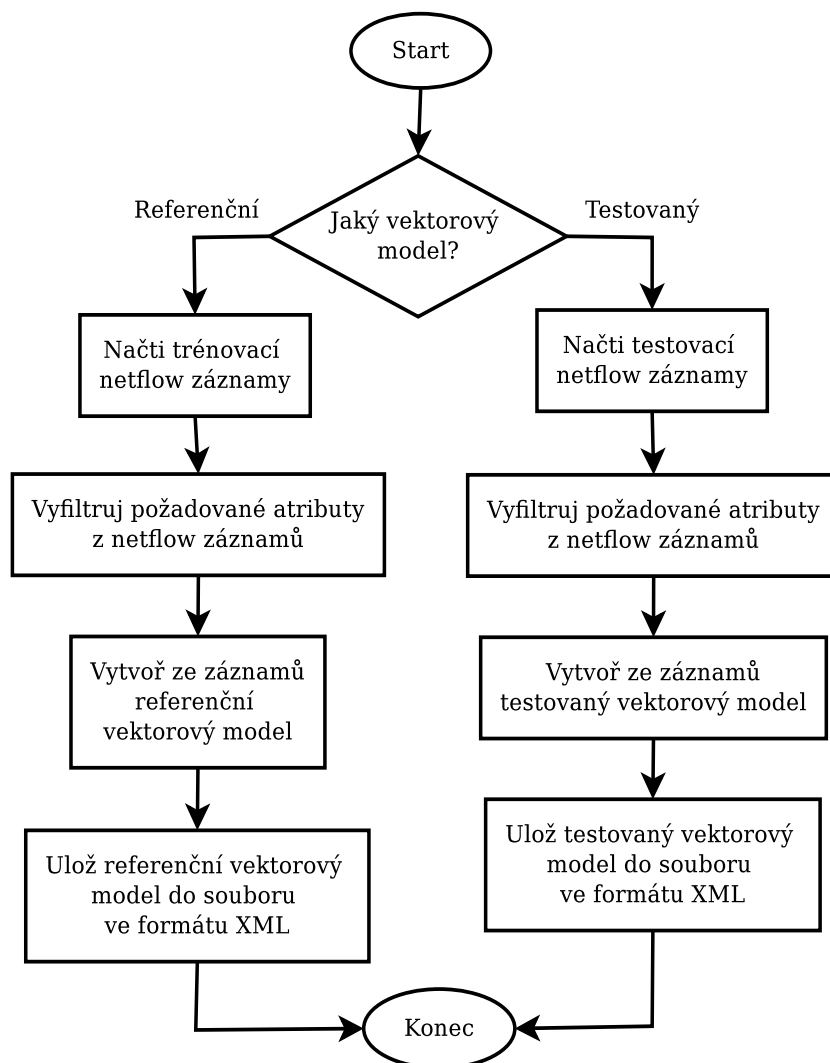 Start
Jaký vektorový
model?
Referenční
Testovaný
Načti trénovací
netflow záznamy
Vyfiltruj požadované atributy
z netflow záznamů
Vytvoř ze záznamů
referenční
vektorový model
Ulož referenční vektorový
model do souboru
ve formátu XML
Načti testovací
netflow záznamy
Vyfiltruj požadované atributy
z netflow záznamů
Vytvoř ze záznamů
testovaný vektorový model
Ulož testovaný vektorový
model do souboru
ve formátu XML
Konec